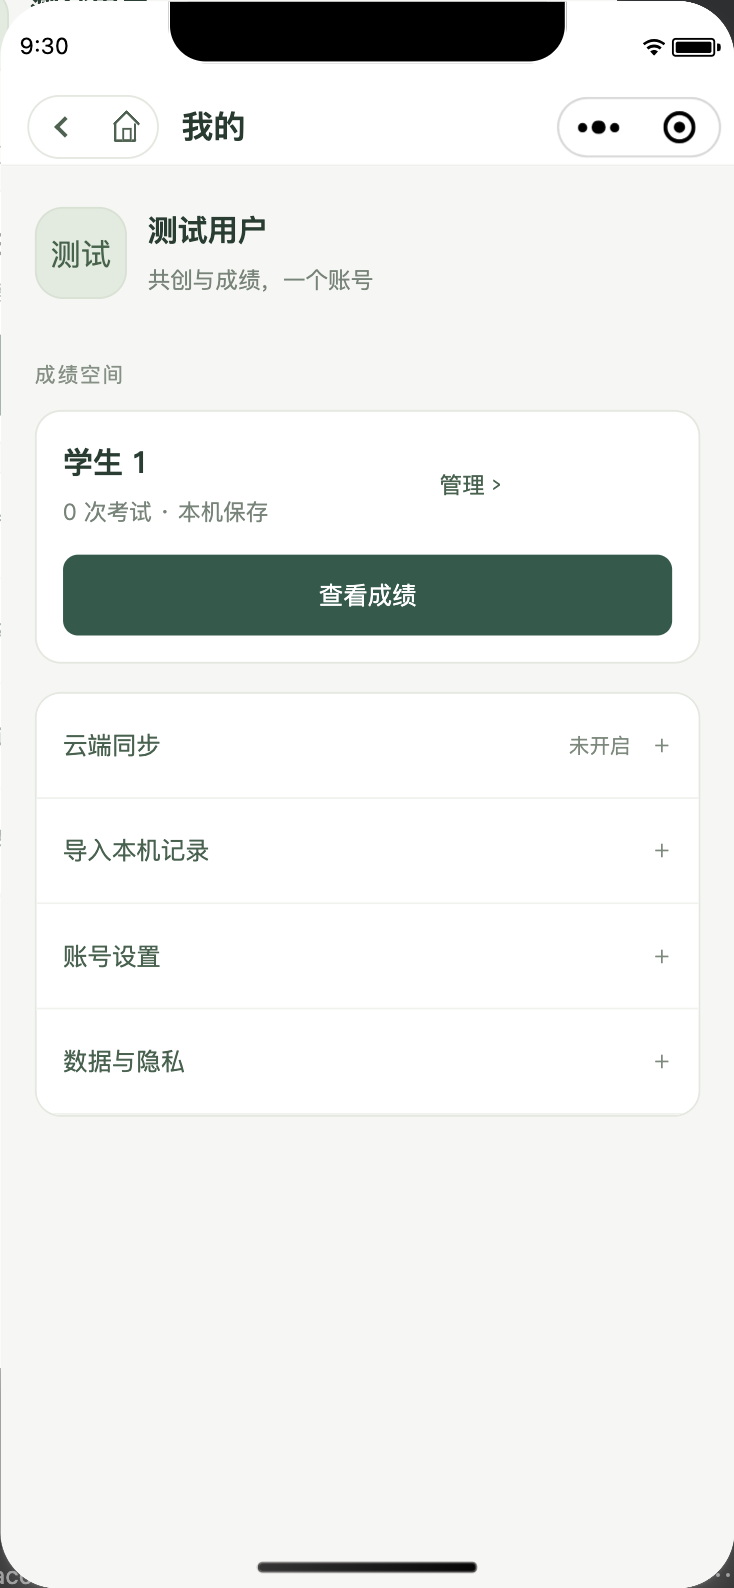 9:30
我的
测试
测试用户
共创与成绩，一个账号
成绩空间
学生 1
0 次考试 · 本机保存
管理 >
查看成绩
云端同步 未开启 +
导入本机记录 +
账号设置 +
数据与隐私 +